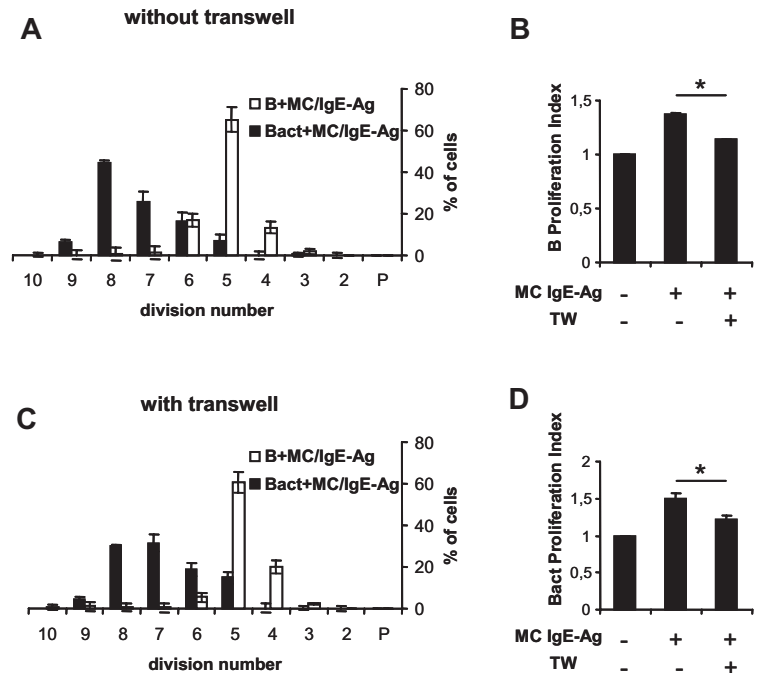 A
without transwell
B+MC/IgE-Ag
Bact+MC/IgE-Ag
80
60
40
20
0
% of cells
10 9 8 7 6 5 4 3 2 P
division number
B
B Proliferation Index
1,5
1
0,5
0
*
MC IgE-Ag - + +
TW - - +
C
with transwell
B+MC/IgE-Ag
Bact+MC/IgE-Ag
80
60
40
20
0
% of cells
10 9 8 7 6 5 4 3 2 P
division number
D
Bact Proliferation Index
2
1,5
1
0,5
0
*
MC IgE-Ag - + +
TW - - +